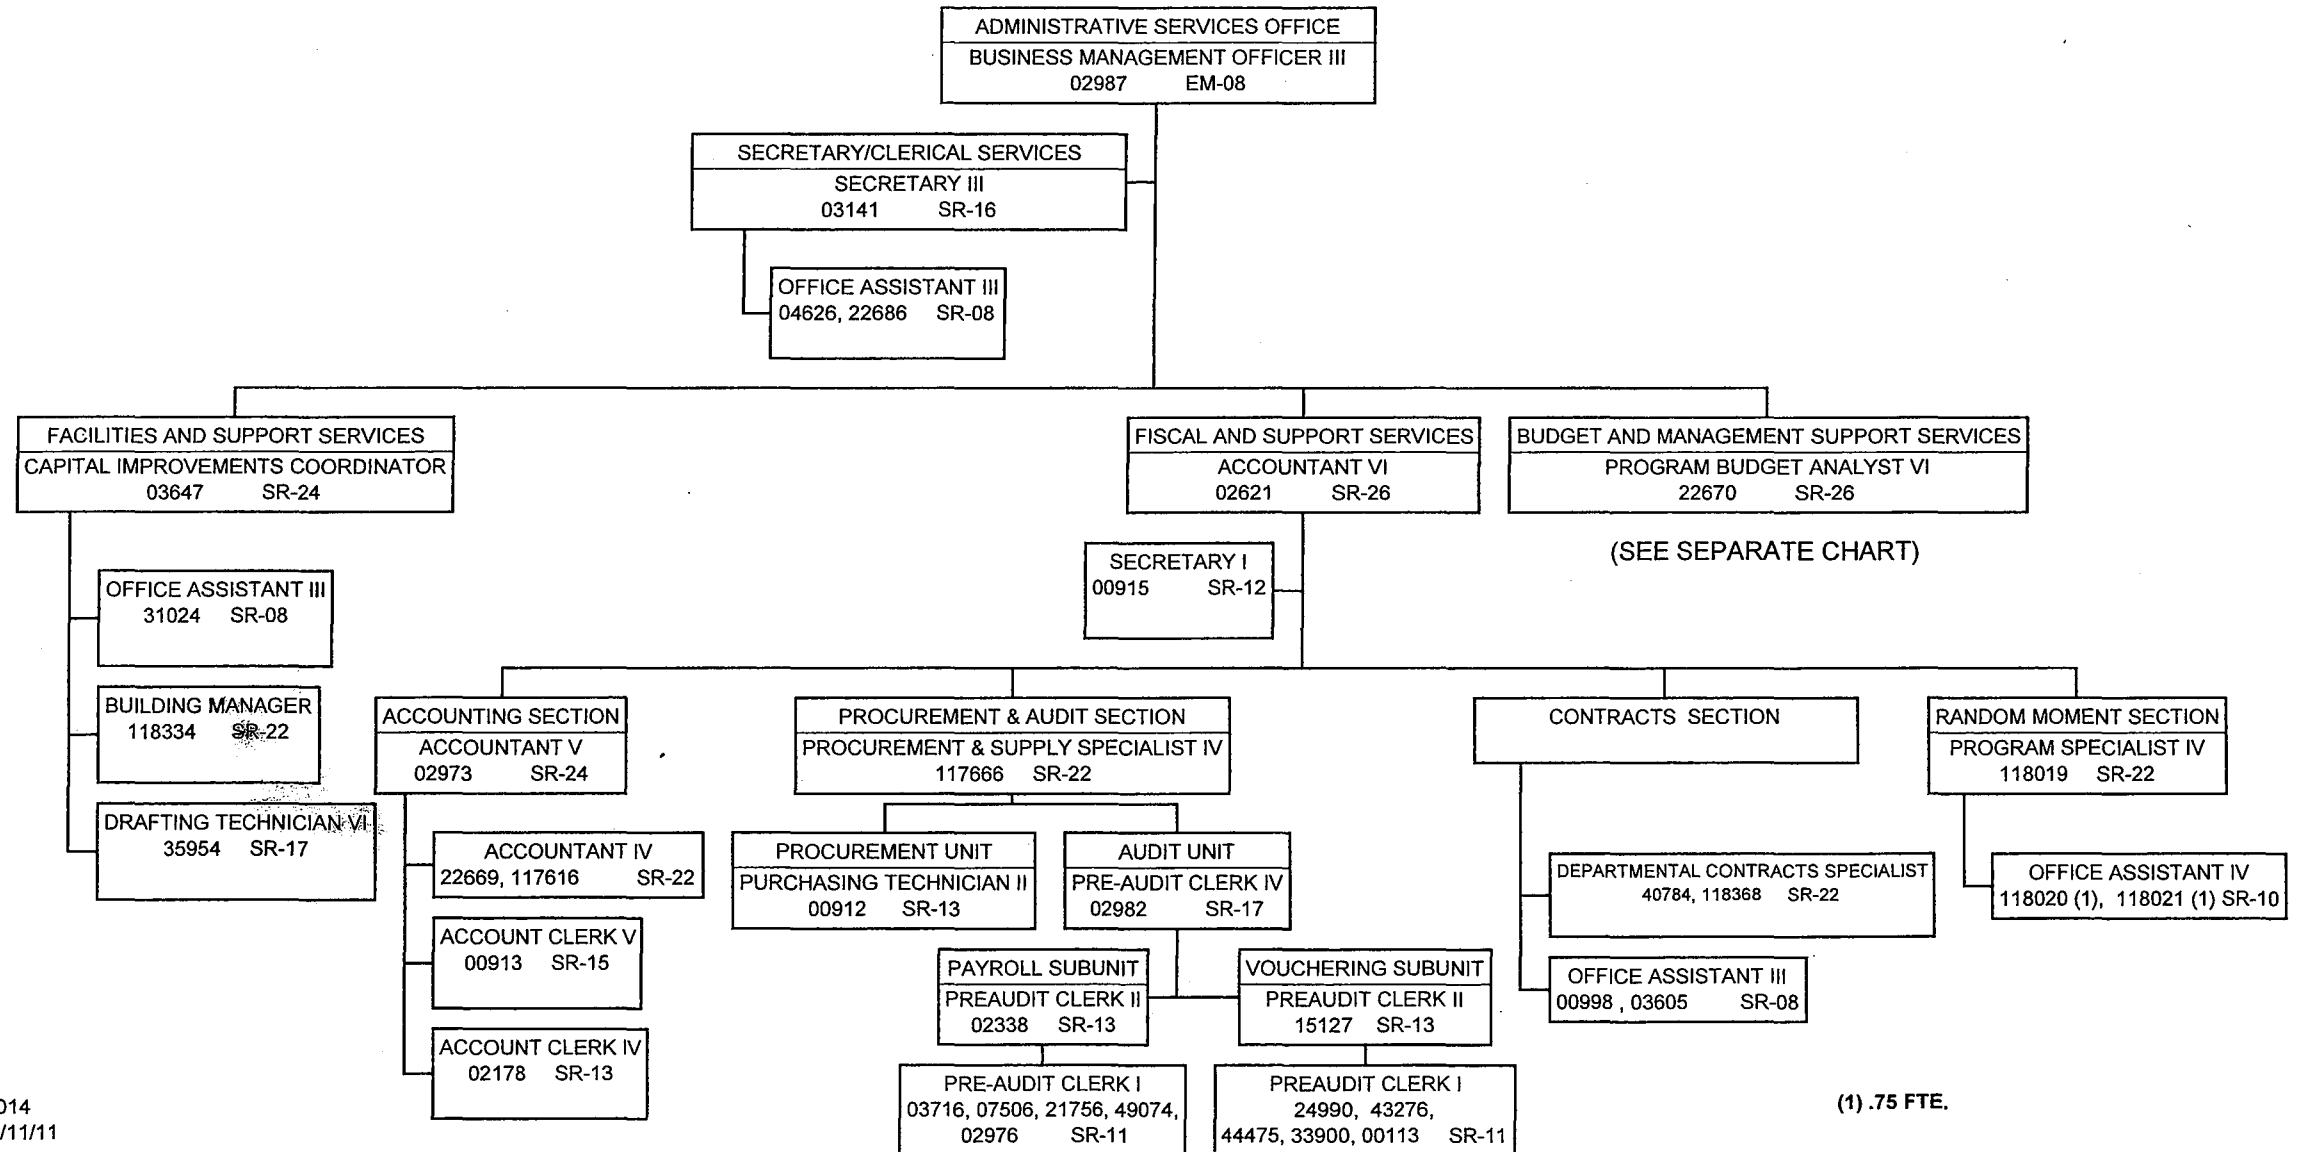 ADMINISTRATIVE SERVICES OFFICE
BUSINESS MANAGEMENT OFFICER III
02987 EM-08
SECRETARY/CLERICAL SERVICES
SECRETARY III
03141 SR-16
OFFICE ASSISTANT III
04626, 22686 SR-08
FACILITIES AND SUPPORT SERVICES
CAPITAL IMPROVEMENTS COORDINATOR
03647 SR-24
FISCAL AND SUPPORT SERVICES
ACCOUNTANT VI
02621 SR-26
BUDGET AND MANAGEMENT SUPPORT SERVICES
PROGRAM BUDGET ANALYST VI
22670 SR-26
(SEE SEPARATE CHART)
SECRETARY I
00915 SR-12
OFFICE ASSISTANT III
31024 SR-08
BUILDING MANAGER
118334 SR-22
DRAFTING TECHNICIAN VI
35954 SR-17
ACCOUNTING SECTION
ACCOUNTANT V
02973 SR-24
ACCOUNTANT IV
22669, 117616 SR-22
ACCOUNT CLERK V
00913 SR-15
ACCOUNT CLERK IV
02178 SR-13
PROCUREMENT & AUDIT SECTION
PROCUREMENT & SUPPLY SPECIALIST IV
117666 SR-22
PROCUREMENT UNIT
PURCHASING TECHNICIAN II
00912 SR-13
AUDIT UNIT
PRE-AUDIT CLERK IV
02982 SR-17
PAYROLL SUBUNIT
PREAUDIT CLERK II
02338 SR-13
PRE-AUDIT CLERK I
03716, 07506, 21756, 49074,
02976 SR-11
VOUCHERING SUBUNIT
PREAUDIT CLERK II
15127 SR-13
PREAUDIT CLERK I
24990, 43276,
44475, 33900, 00113 SR-11
CONTRACTS SECTION
DEPARTMENTAL CONTRACTS SPECIALIST
40784, 118368 SR-22
OFFICE ASSISTANT III
00998 , 03605 SR-08
RANDOM MOMENT SECTION
PROGRAM SPECIALIST IV
118019 SR-22
OFFICE ASSISTANT IV
118020 (1), 118021 (1) SR-10
(1) .75 FTE.
014
/11/11